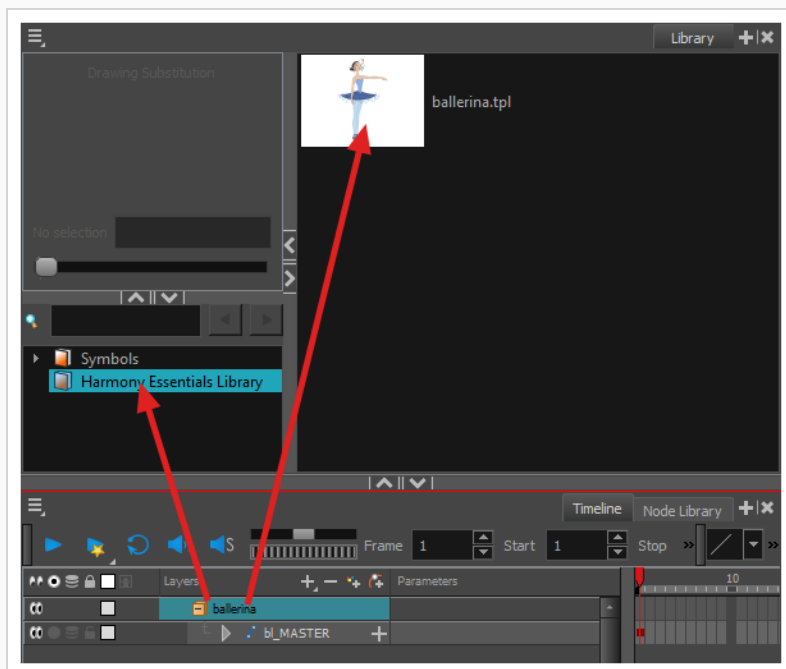 Library
Drawing Substitution
ballerina.tpl
No selection
Symbols
Harmony Essentials Library
Timeline
Node Library
S
Frame 1 Start 1 Stop
Layers Parameters 10
ballerina
bl_MASTER